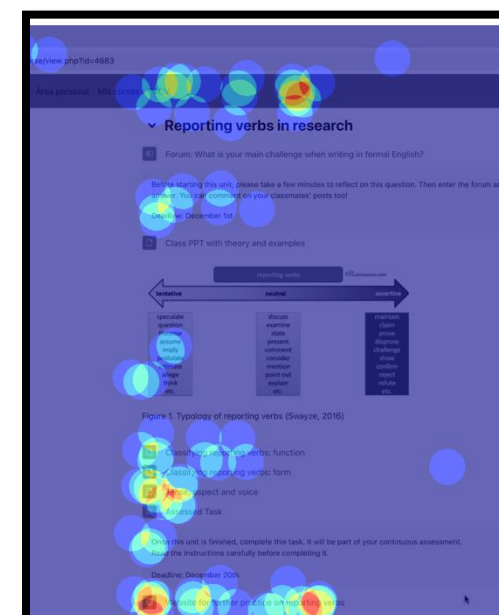 se/view.php?id=4683
Área personal Mis cursos
Reporting verbs in research
Forum: What is your main challenge when writing in formal English?
Before starting this unit, please take a few minutes to reflect on this question. Then enter the forum a
answer. You can comment on your classmates' posts too!
Deadline: December 1st
Class PPT with theory and examples
reporting verbs
tentative
neutral
assertive
speculate
question
assume
imply
postulate
allege
think
etc.
discuss
examine
state
present
comment
consider
mention
point out
explain
etc.
maintain
claim
prove
disprove
challenge
show
confirm
reject
refute
etc.
Figure 1. Typology of reporting verbs (Swayze, 2016)
Classifying reporting verbs: function
Classifying reporting verbs: form
Tense, aspect and voice
Assessed Task
Once this unit is finished, complete this task. It will be part of your continuous assessment.
Read the instructions carefully before completing it.
Deadline: December 20th
Website for further practice on reporting verbs